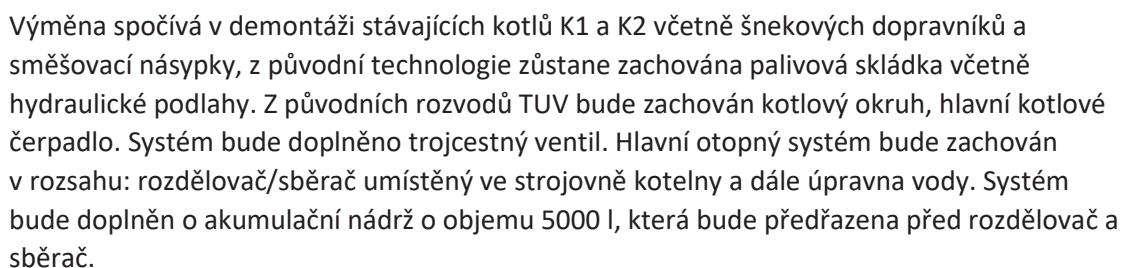 Výměna spočívá v demontáži stávajících kotlů K1 a K2 včetně šnekových dopravníků a
směšovací násypky, z původní technologie zůstane zachována palivová skládka včetně
hydraulické podlahy. Z původních rozvodů TUV bude zachován kotlový okruh, hlavní kotlové
čerpadlo. Systém bude doplněno trojcestný ventil. Hlavní otopný systém bude zachován
v rozsahu: rozdělovač/sběrač umístěný ve strojovně kotelny a dále úpravna vody. Systém
bude doplněn o akumulační nádrž o objemu 5000 l, která bude předřazena před rozdělovač a
sběrač.